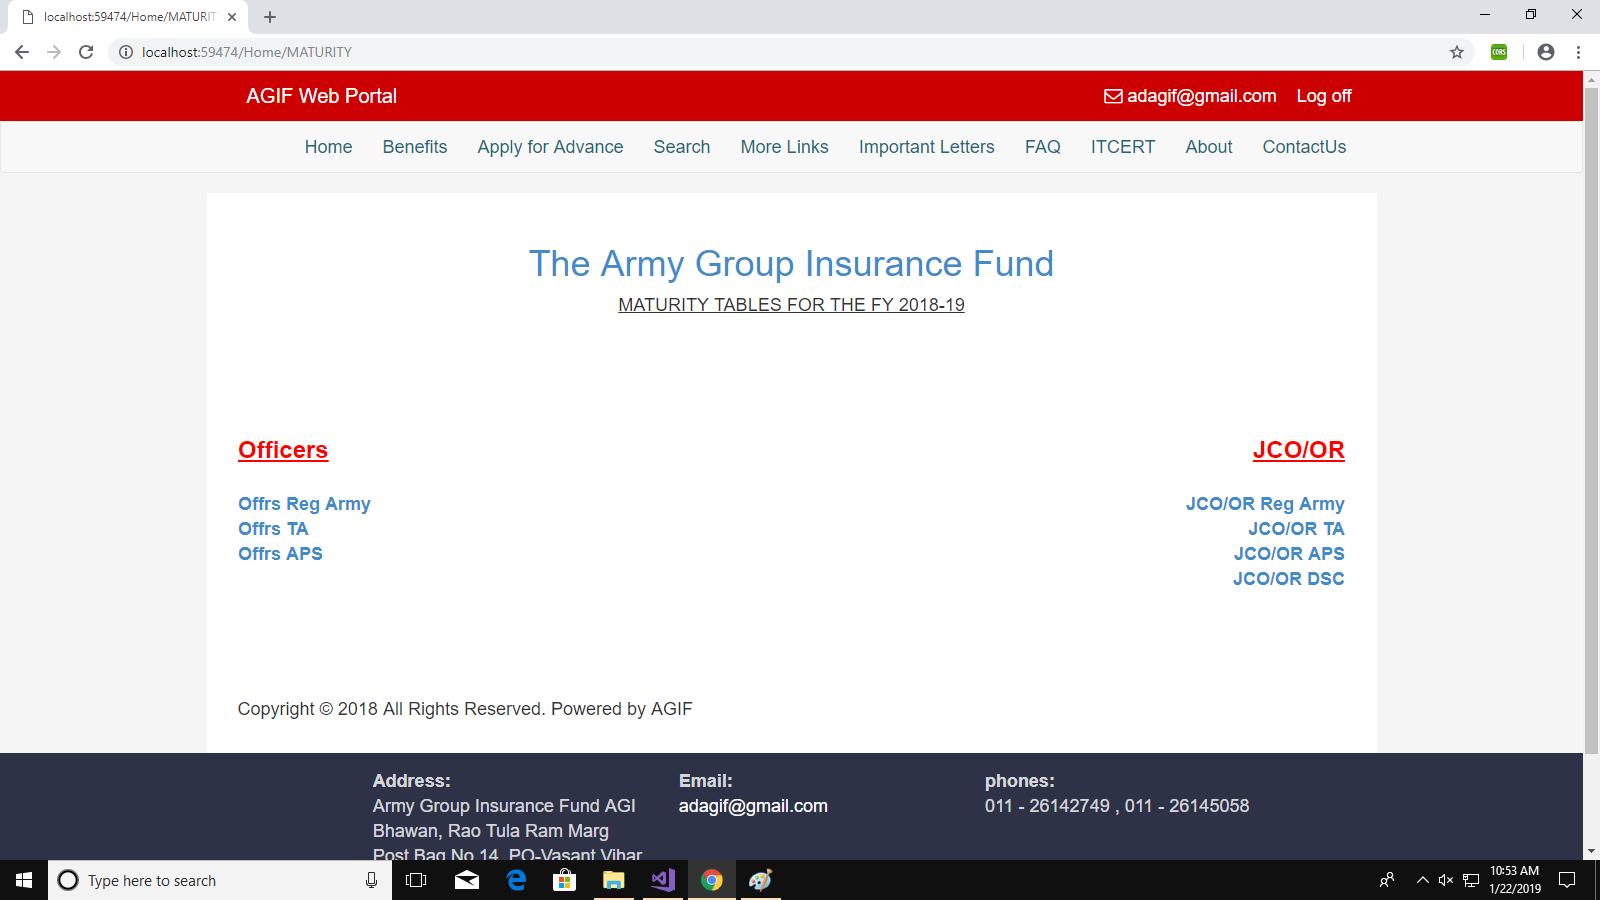 localhost:59474/Home/MATURIT
localhost:59474/Home/MATURITY
CORS
AGIF Web Portal
adagif@gmail.com Log off
Home Benefits Apply for Advance Search More Links Important Letters FAQ ITCERT About ContactUs
The Army Group Insurance Fund
MATURITY TABLES FOR THE FY 2018-19
Officers
Offrs Reg Army
Offrs TA
Offrs APS
JCO/OR
JCO/OR Reg Army
JCO/OR TA
JCO/OR APS
JCO/OR DSC
Copyright © 2018 All Rights Reserved. Powered by AGIF
Address:
Army Group Insurance Fund AGI
Bhawan, Rao Tula Ram Marg
Post Bag No 14, PO-Vasant Vihar
Email:
adagif@gmail.com
phones:
011 - 26142749 , 011 - 26145058
Type here to search
10:53 AM
1/22/2019